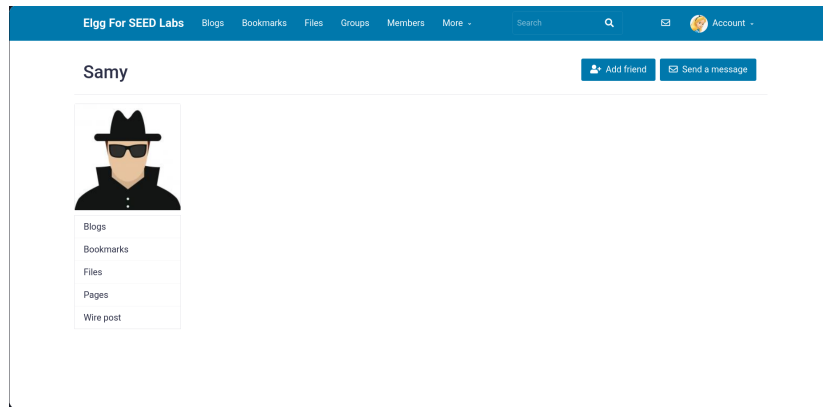 Elgg For SEED Labs Blogs Bookmarks Files Groups Members More Search Account
Samy Add friend Send a message
Blogs
Bookmarks
Files
Pages
Wire post